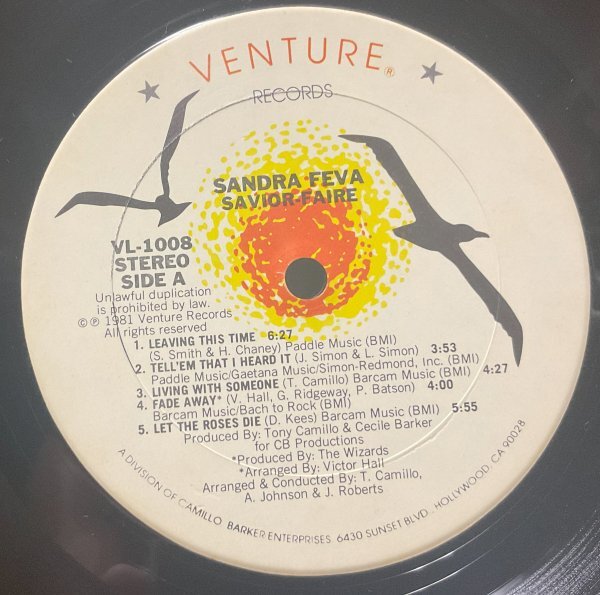 VENTURE®
RECORDS
SANDRA FEVA
SAVIOR-FAIRE
VL-1008
STEREO
SIDE A
Unlawful duplication
is prohibited by law.
© ℗ 1981 Venture Records
All rights reserved
1. LEAVING THIS TIME 6:27
(S. Smith & H. Chaney) Paddle Music (BMI)
2. TELL'EM THAT I HEARD IT (J. Simon & L. Simon) 3:53
Paddle Music/Gaetana Music/Simon-Redmond, Inc. (BMI)
3. LIVING WITH SOMEONE (T. Camillo) Barcam Music (BMI) 4:27
4. FADE AWAY* (V. Hall, G. Ridgeway, P. Batson) 4:00
Barcam Music/Bach to Rock (BMI)
5. LET THE ROSES DIE (D. Kees) Barcam Music (BMI) 5:55
Produced By: Tony Camillo & Cecile Barker
for CB Productions
*Produced By: The Wizards
*Arranged By: Victor Hall
Arranged & Conducted By: T. Camillo,
A. Johnson & J. Roberts
A DIVISION OF CAMILLO BARKER ENTERPRISES 6430 SUNSET BLVD. HOLLYWOOD CA 90028